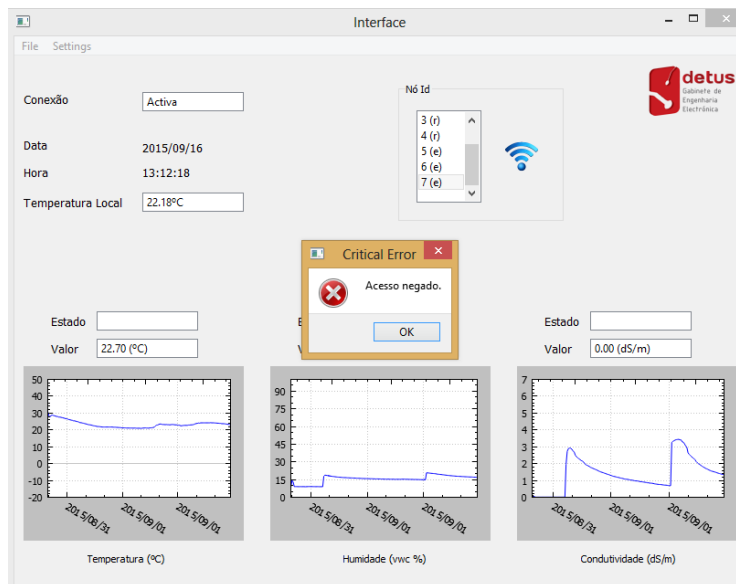 Interface
File Settings
detus
Gabinete de
Engenharia
Electrónica
Conexão Activa
Nó Id
3 (r)
4 (r)
5 (e)
6 (e)
7 (e)
Data 2015/09/16
Hora 13:12:18
Temperatura Local 22.18ºC
Critical Error
Acesso negado.
OK
Estado
Valor 22.70 (ºC)
Estado
Valor 0.00 (dS/m)
50
40
30
20
10
0
-10
-20
2015/08/31
2015/09/01
2015/09/01
Temperatura (ºC)
90
75
60
45
30
15
0
2015/08/31
2015/09/01
2015/09/01
Humidade (vwc %)
7
6
5
4
3
2
1
0
2015/08/31
2015/09/01
2015/09/01
Condutividade (dS/m)